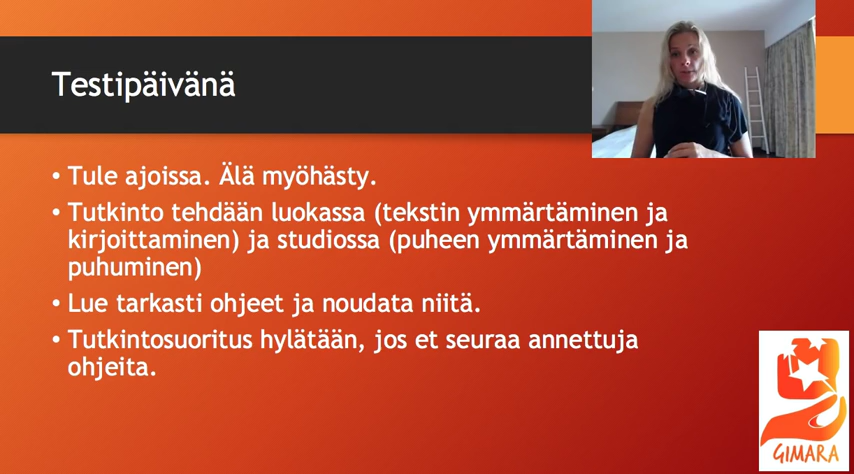 Testipäivänä
• Tule ajoissa. Älä myöhästy.
• Tutkinto tehdään luokassa (tekstin ymmärtäminen ja
kirjoittaminen) ja studiossa (puheen ymmärtäminen ja
puhuminen)
• Lue tarkasti ohjeet ja noudata niitä.
• Tutkintosuoritus hylätään, jos et seuraa annettuja
ohjeita.
GIMARA